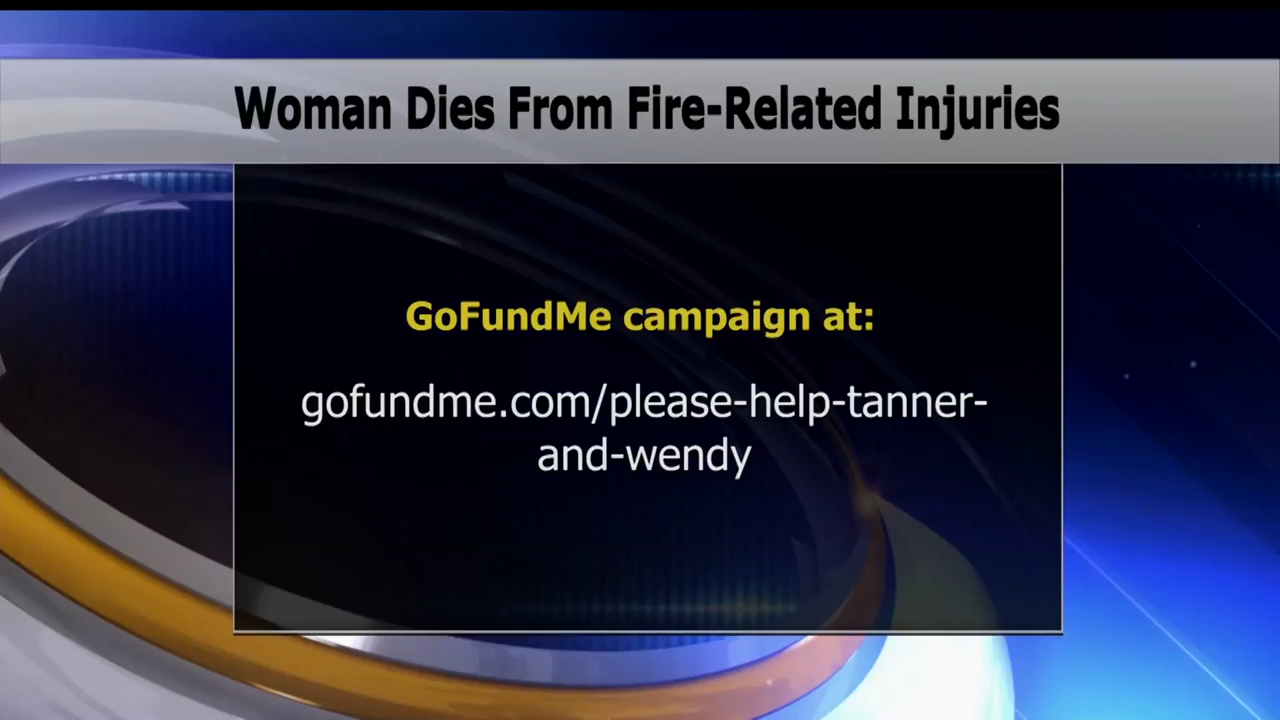 Woman Dies From Fire-Related Injuries
GoFundMe campaign at:
gofundme.com/please-help-tanner-
and-wendy